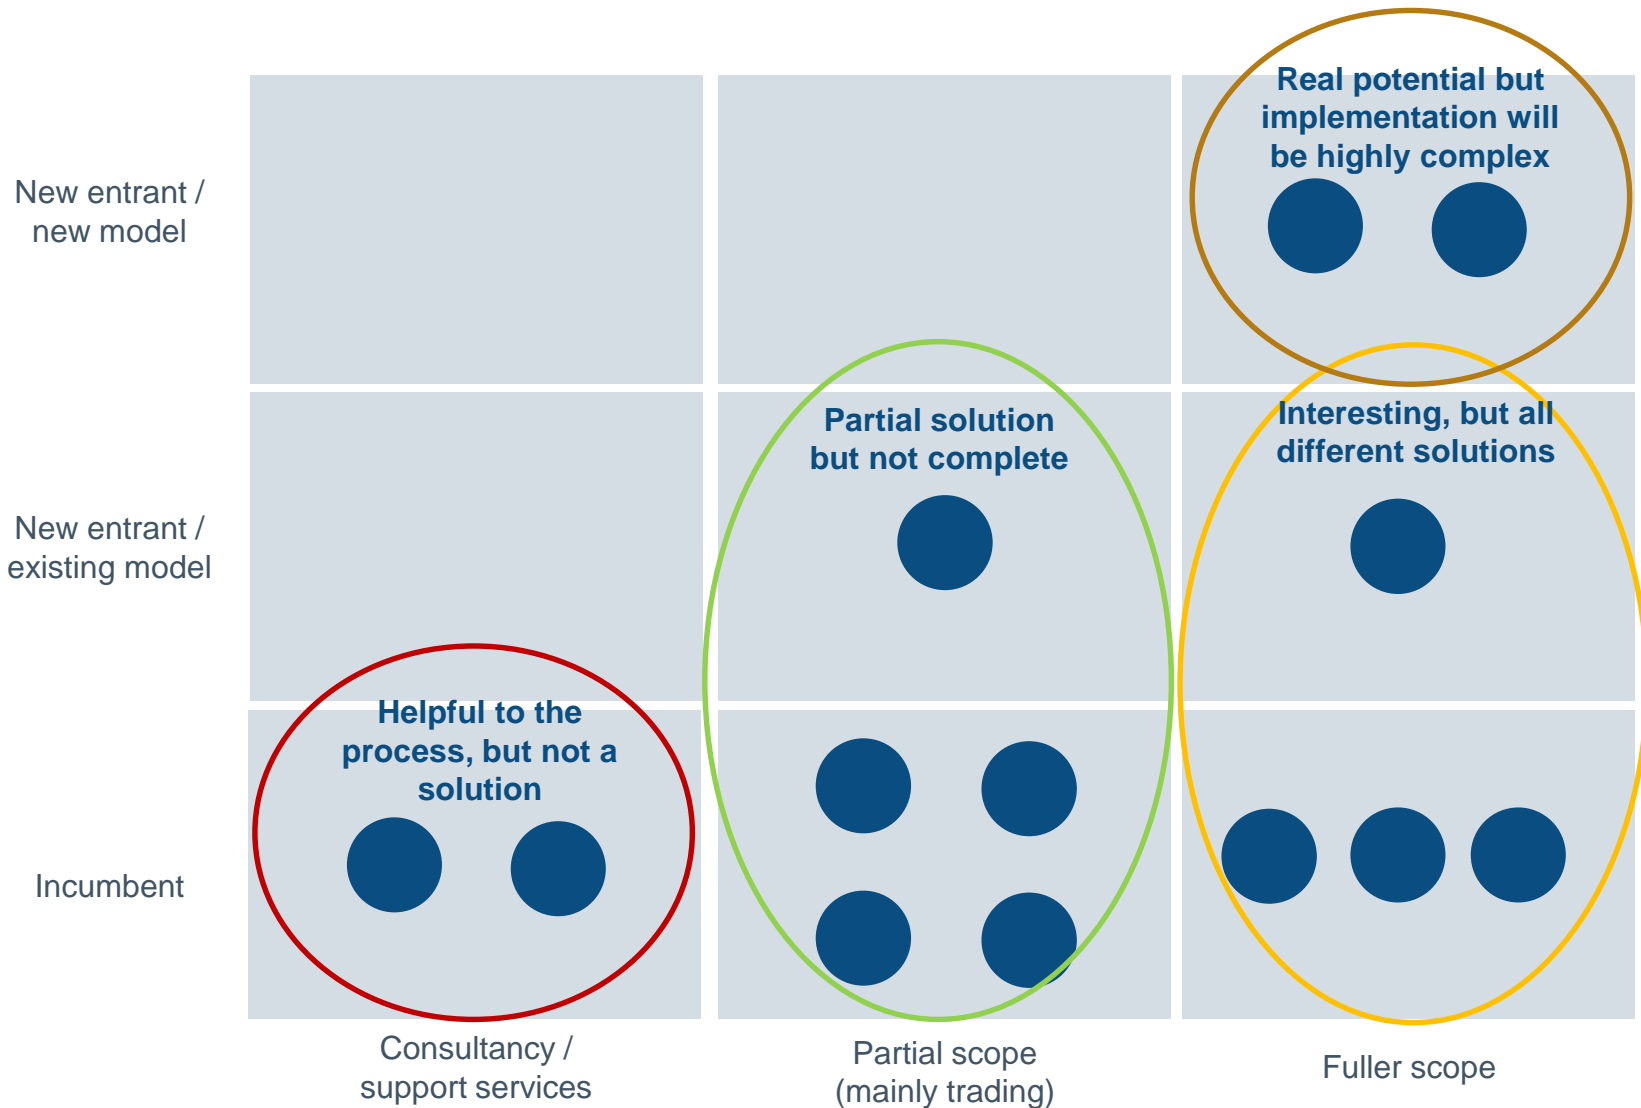 Real potential but
implementation will
be highly complex
New entrant /
new model
Partial solution
but not complete
Interesting, but all
different solutions
New entrant /
existing model
Helpful to the
process, but not a
solution
Incumbent
Consultancy /
support services
Partial scope
(mainly trading)
Fuller scope